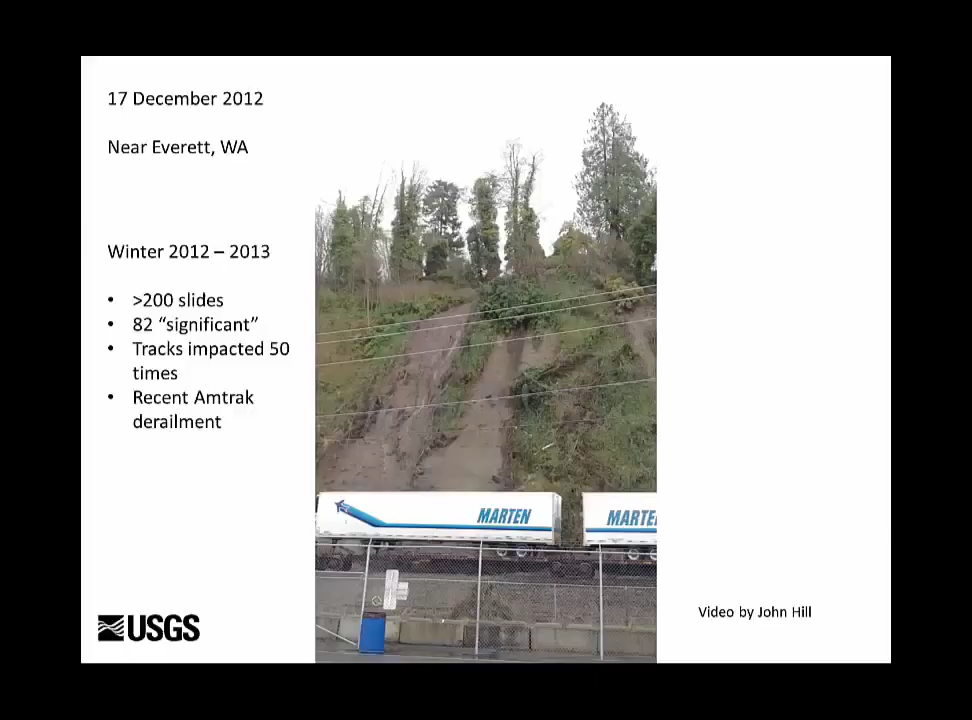 17 December 2012
Near Everett, WA
Winter 2012 – 2013
• >200 slides
• 82 “significant”
• Tracks impacted 50
times
• Recent Amtrak
derailment
MARTEN
MARTE
USGS
Video by John Hill